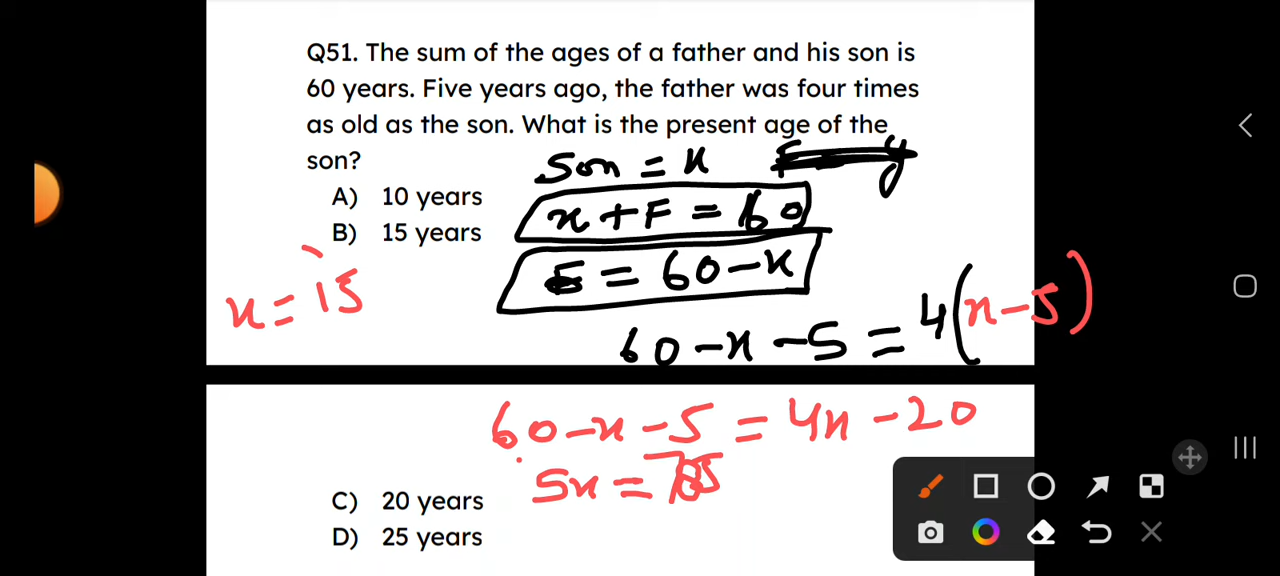 Q51. The sum of the ages of a father and his son is
60 years. Five years ago, the father was four times
as old as the son. What is the present age of the
son?
Son = x
A) 10 years
x + F = 60
B) 15 years
F = 60 - x
x = 15
60 - x - 5 = 4(x - 5)
60 - x - 5 = 4x - 20
5x = 75
C) 20 years
D) 25 years